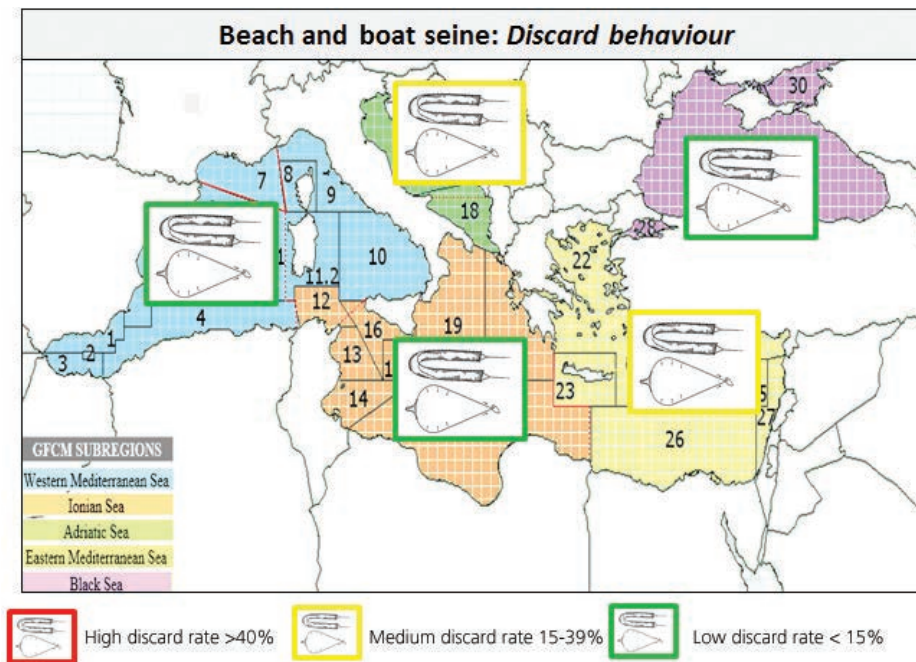 Beach and boat seine: Discard behaviour
30
7
8
9
18
28
22
1
11.2
10
12
4
16
19
1
3
2
13
1
23
5
14
27
26
GFCM SUBREGIONS
Western Mediterranean Sea
Ionian Sea
Adriatic Sea
Eastern Mediterranean Sea
Black Sea
High discard rate >40%
Medium discard rate 15-39%
Low discard rate < 15%